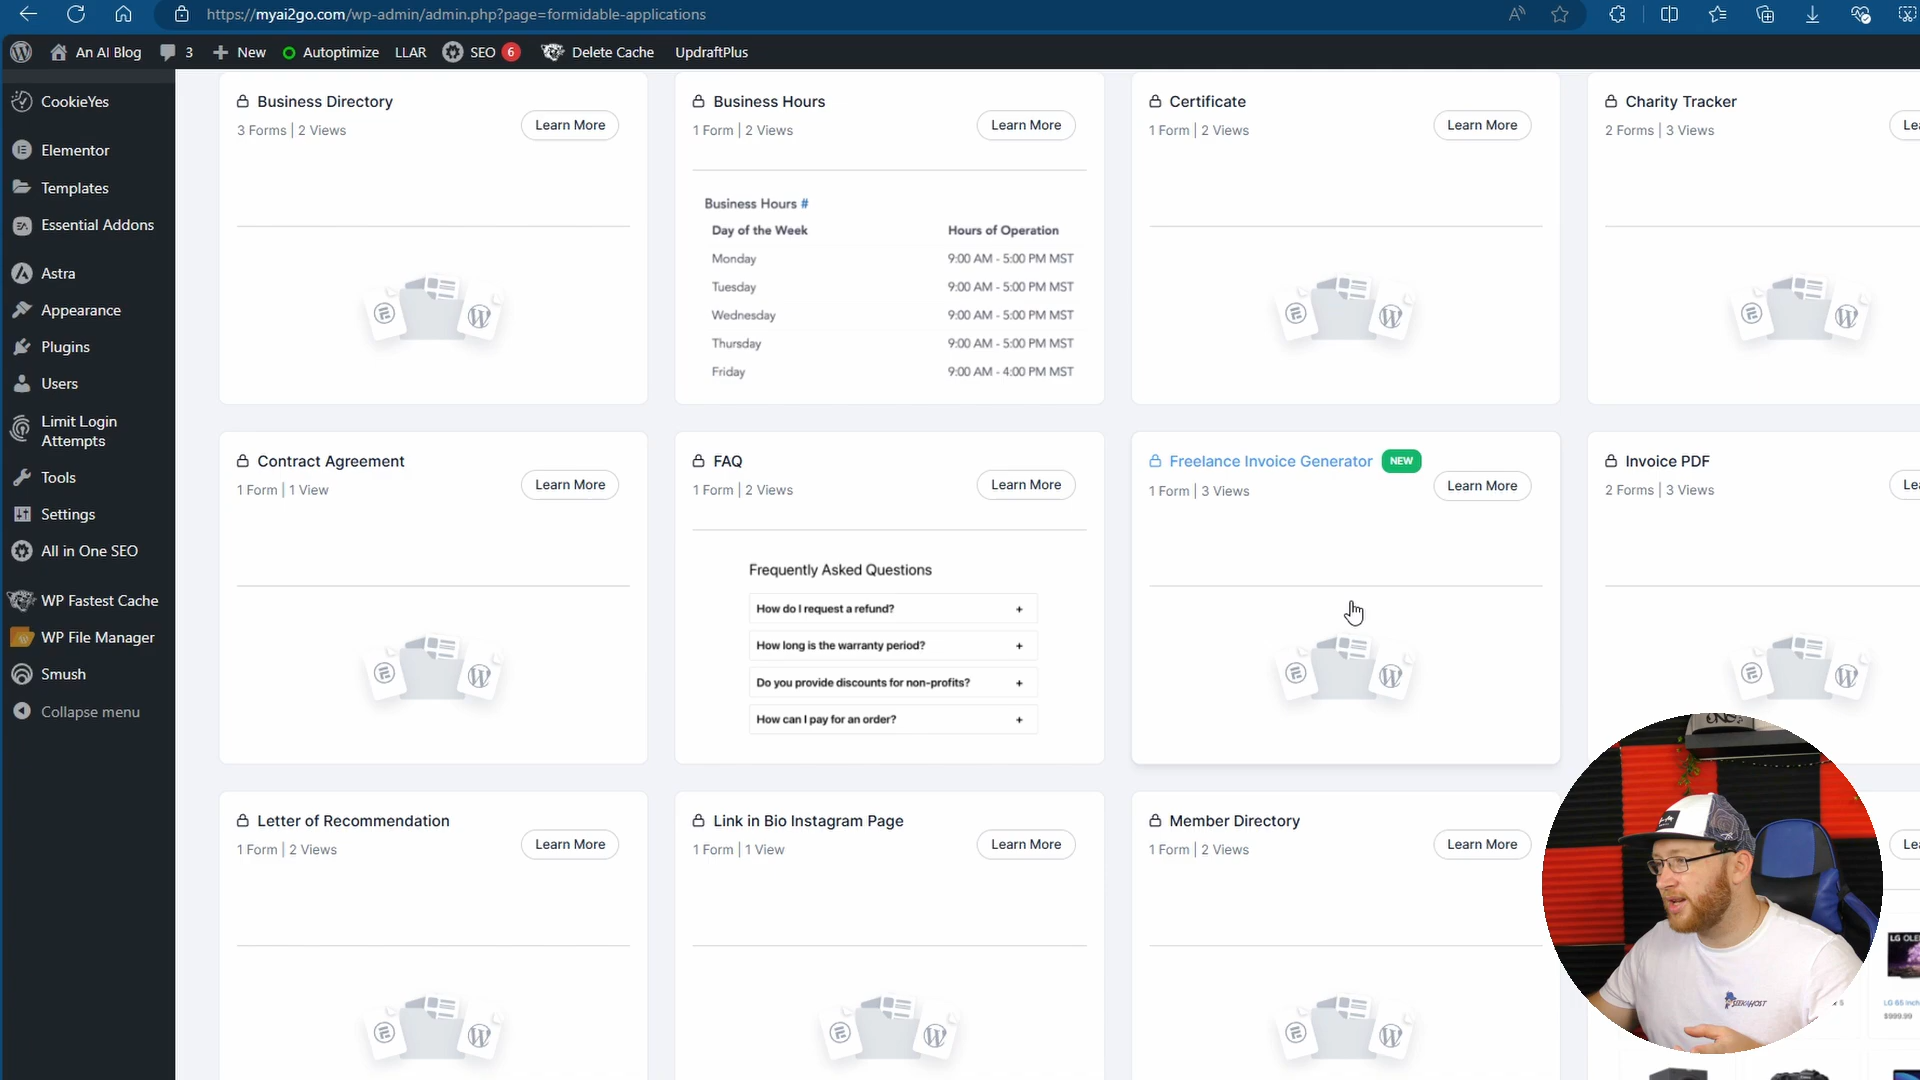 https://myai2go.com/wp-admin/admin.php?page=formidable-applications
An AI Blog 3 New Autoptimize LLAR SEO 6 Delete Cache UpdraftPlus
CookieYes
Elementor
Templates
Essential Addons
Astra
Appearance
Plugins
Users
Limit Login
Attempts
Tools
Settings
All in One SEO
WP Fastest Cache
WP File Manager
Smush
Collapse menu
Business Directory
3 Forms | 2 Views
Learn More
Business Hours
1 Form | 2 Views
Learn More
Business Hours #
Day of the Week Hours of Operation
Monday 9:00 AM - 5:00 PM MST
Tuesday 9:00 AM - 5:00 PM MST
Wednesday 9:00 AM - 5:00 PM MST
Thursday 9:00 AM - 5:00 PM MST
Friday 9:00 AM - 4:00 PM MST
Certificate
1 Form | 2 Views
Learn More
Charity Tracker
2 Forms | 3 Views
Lea
Contract Agreement
1 Form | 1 View
Learn More
FAQ
1 Form | 2 Views
Learn More
Frequently Asked Questions
How do I request a refund? +
How long is the warranty period? +
Do you provide discounts for non-profits? +
How can I pay for an order? +
Freelance Invoice Generator NEW
1 Form | 3 Views
Learn More
Invoice PDF
2 Forms | 3 Views
Lea
Letter of Recommendation
1 Form | 2 Views
Learn More
Link in Bio Instagram Page
1 Form | 1 View
Learn More
Member Directory
1 Form | 2 Views
Learn More
Lea
LG OLE
LG 65 Inch
$999.99
SEEKAHOST